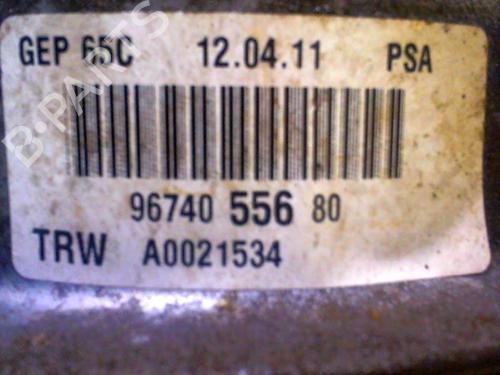 GEP 65C 12.04.11 PSA
B-PARTS
96740 556 80
TRW A0021534